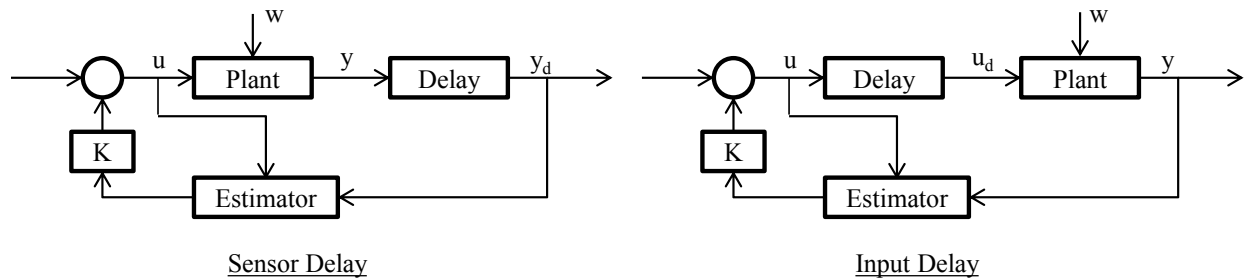 w
u
Plant
y
Delay
y_d
K
Estimator
Sensor Delay
w
u
Delay
u_d
Plant
y
K
Estimator
Input Delay